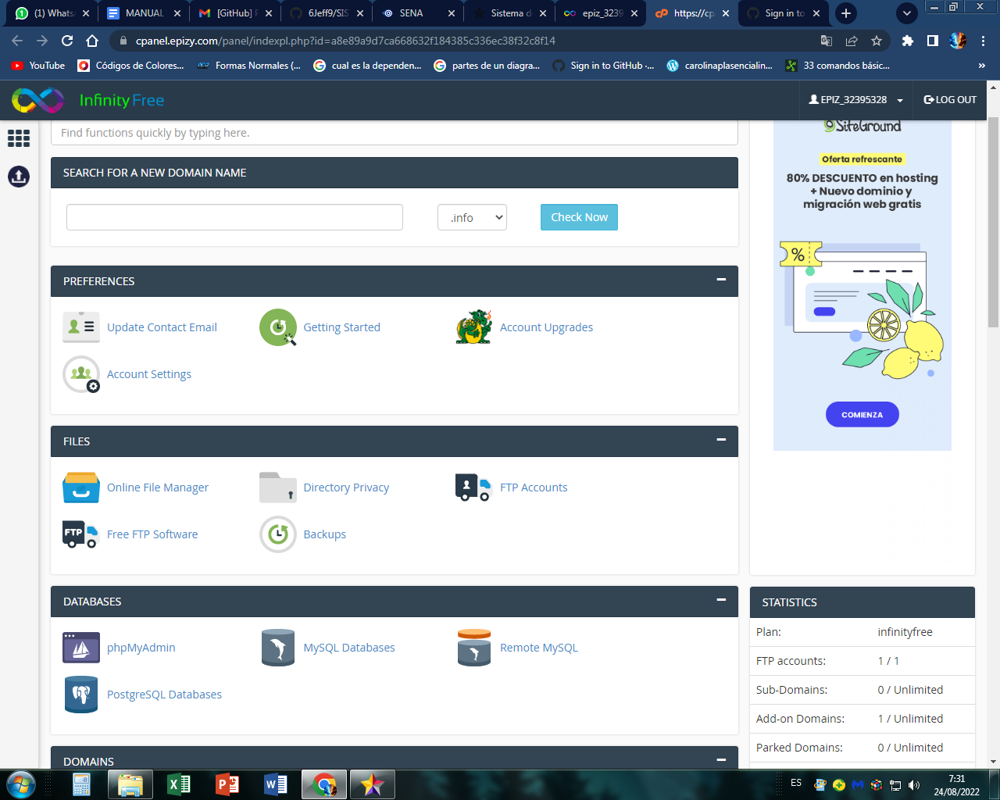 (1) Whats
MANUAL
[GitHub] P
6Jeff9/SIS
SENA
Sistema d
epiz_3239
https://cp
Sign in to
cpanel.epizy.com/panel/indexpl.php?id=a8e89a9d7ca668632f184385c336ec38f32c8f14
YouTube
Códigos de Colores...
Formas Normales (...
cual es la dependen...
partes de un diagra...
Sign in to GitHub ·...
carolinaplasencialin...
33 comandos básic...
»
Infinity Free
EPIZ_32395328
LOG OUT
Find functions quickly by typing here.
SEARCH FOR A NEW DOMAIN NAME
.info
Check Now
PREFERENCES
Update Contact Email
Getting Started
Account Upgrades
Account Settings
FILES
Online File Manager
Directory Privacy
FTP Accounts
FTP
Free FTP Software
Backups
DATABASES
phpMyAdmin
MySQL Databases
Remote MySQL
PostgreSQL Databases
DOMAINS
SiteGround
Oferta refrescante
80% DESCUENTO en hosting
+ Nuevo dominio y
migración web gratis
%
COMIENZA
STATISTICS
Plan: infinityfree
FTP accounts: 1 / 1
Sub-Domains: 0 / Unlimited
Add-on Domains: 1 / Unlimited
Parked Domains: 0 / Unlimited
ES
7:31
24/08/2022